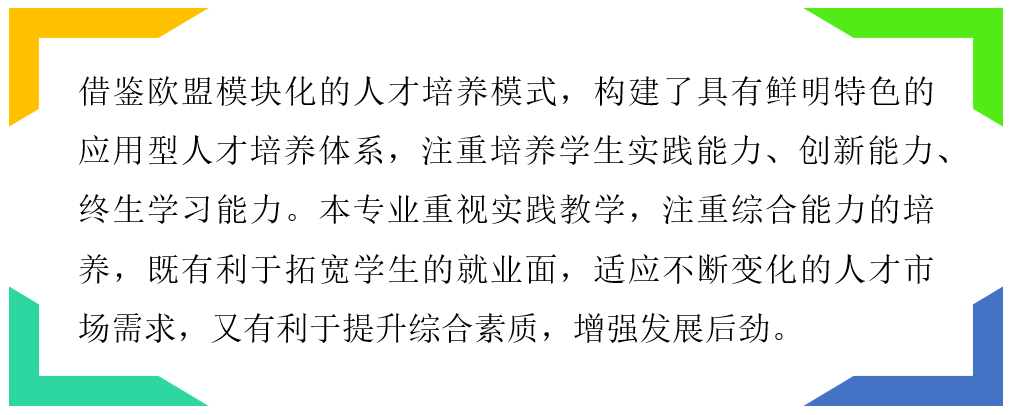 借鉴欧盟模块化的人才培养模式，构建了具有鲜明特色的
应用型人才培养体系，注重培养学生实践能力、创新能力、
终生学习能力。本专业重视实践教学，注重综合能力的培
养，既有利于拓宽学生的就业面，适应不断变化的人才市
场需求，又有利于提升综合素质，增强发展后劲。